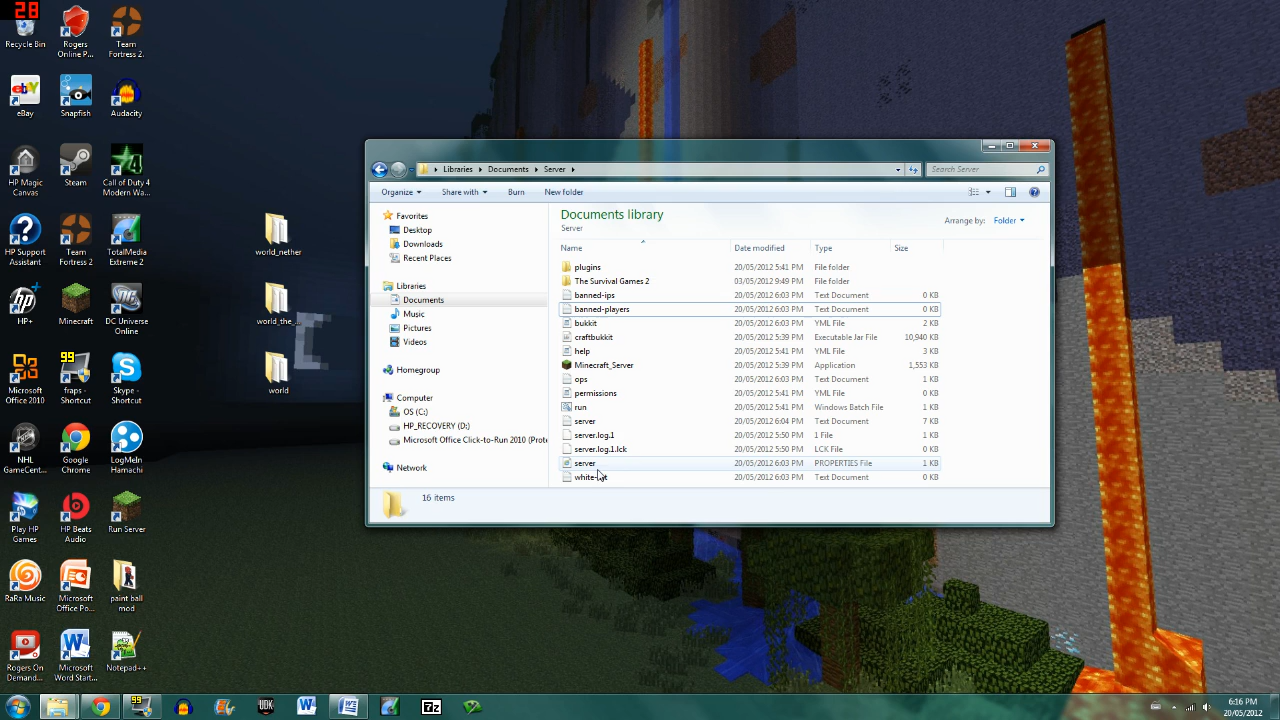 28
Recycle Bin
Rogers Online P...
Team Fortress 2.
eBay
Snapfish
Audacity
HP Magic Canvas
Steam
Call of Duty 4 Modern Wa...
HP Support Assistant
Team Fortress 2
TotalMedia Extreme 2
HP+
Minecraft
DC Universe Online
Microsoft Office 2010
99
fraps - Shortcut
Skype - Shortcut
NHL GameCent...
Google Chrome
LogMeIn Hamachi
Play HP Games
HP Beats Audio
Run Server
RaRa Music
Microsoft Office Po...
paint ball mod
Rogers On Demand...
Microsoft Word Start...
Notepad++
world_nether
world_the_...
world
Libraries Documents Server
Search Server
Organize Share with Burn New folder
Favorites
Desktop
Downloads
Recent Places
Libraries
Documents
Music
Pictures
Videos
Homegroup
Computer
OS (C:)
HP_RECOVERY (D:)
Microsoft Office Click-to-Run 2010 (Prote
Network
Documents library
Server
Arrange by: Folder
Name Date modified Type Size
plugins 20/05/2012 5:41 PM File folder
The Survival Games 2 03/05/2012 9:49 PM File folder
banned-ips 20/05/2012 6:03 PM Text Document 0 KB
banned-players 20/05/2012 6:03 PM Text Document 0 KB
bukkit 20/05/2012 6:03 PM YML File 2 KB
craftbukkit 20/05/2012 5:39 PM Executable Jar File 10,940 KB
help 20/05/2012 5:41 PM YML File 3 KB
Minecraft_Server 20/05/2012 5:39 PM Application 1,553 KB
ops 20/05/2012 6:03 PM Text Document 1 KB
permissions 20/05/2012 5:41 PM YML File 0 KB
run 20/05/2012 5:41 PM Windows Batch File 1 KB
server 20/05/2012 6:04 PM Text Document 7 KB
server.log.1 20/05/2012 5:50 PM 1 File 0 KB
server.log.1.lck 20/05/2012 5:50 PM LCK File 0 KB
server 20/05/2012 6:03 PM PROPERTIES File 1 KB
20/05/2012 6:03 PM Text Document 0 KB
16 items
99
UDK
7z
6:16 PM
20/05/2012